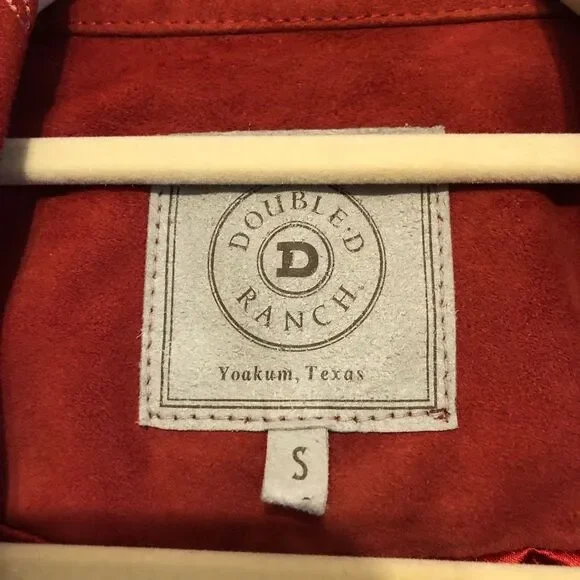 DOUBLE·D
D
RANCH.
Yoakum, Texas
S